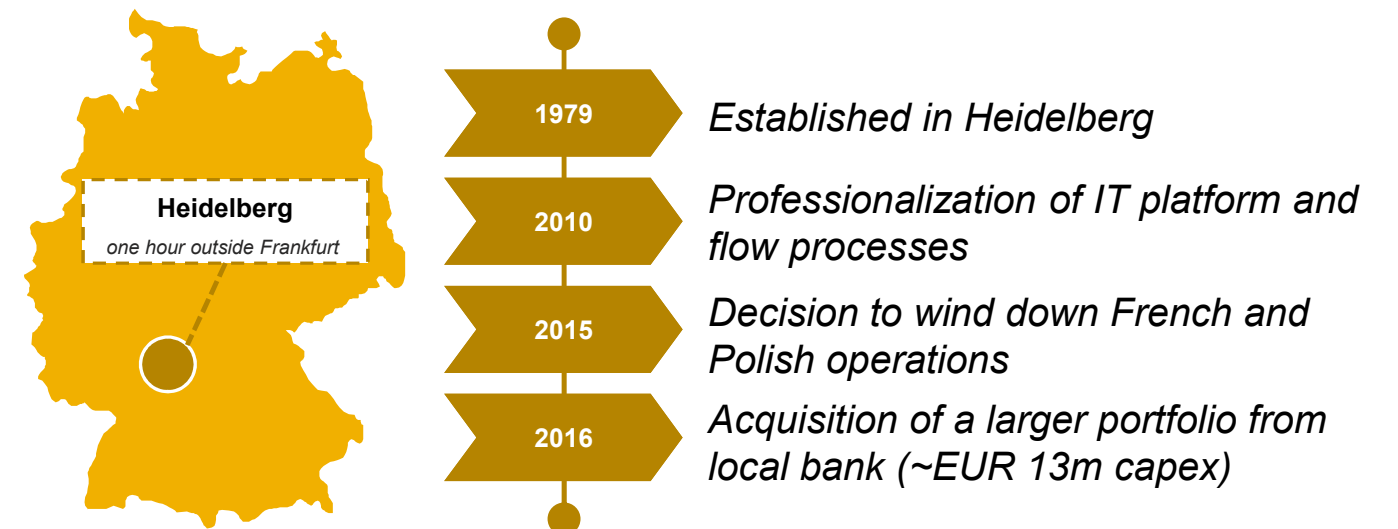 Heidelberg
one hour outside Frankfurt
1979
Established in Heidelberg
2010
Professionalization of IT platform and
flow processes
2015
Decision to wind down French and
Polish operations
2016
Acquisition of a larger portfolio from
local bank (~EUR 13m capex)